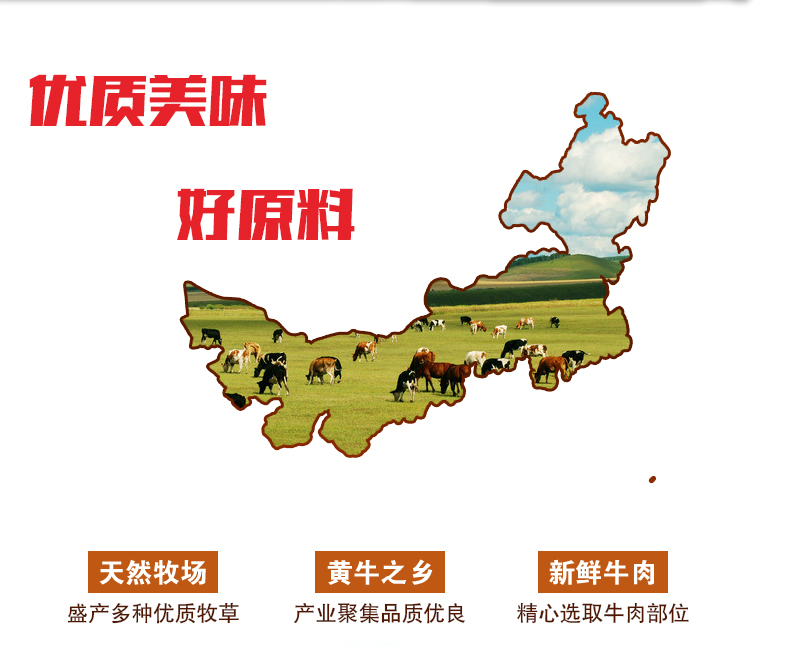 优质美味
好原料
天然牧场
黄牛之乡
新鲜牛肉
盛产多种优质牧草
产业聚集品质优良
精心选取牛肉部位